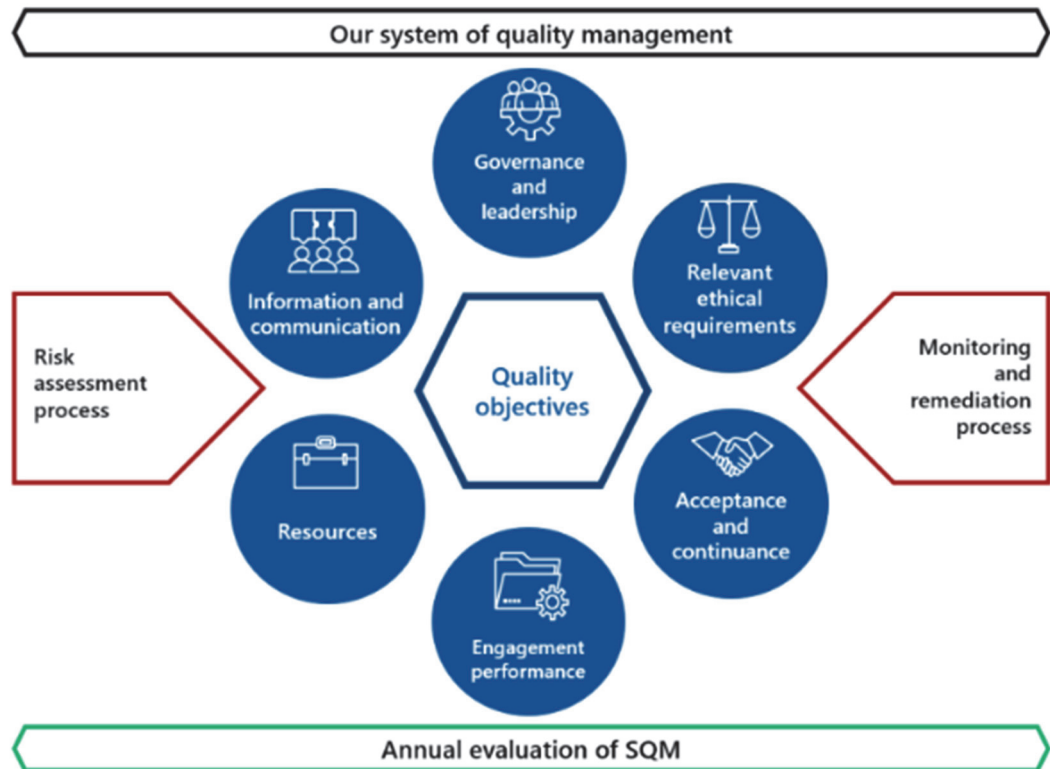 Our system of quality management
Governance
and
leadership
Relevant
ethical
requirements
Information and
communication
Risk
assessment
process
Quality
objectives
Monitoring
and
remediation
process
Resources
Acceptance
and
continuance
Engagement
performance
Annual evaluation of SQM